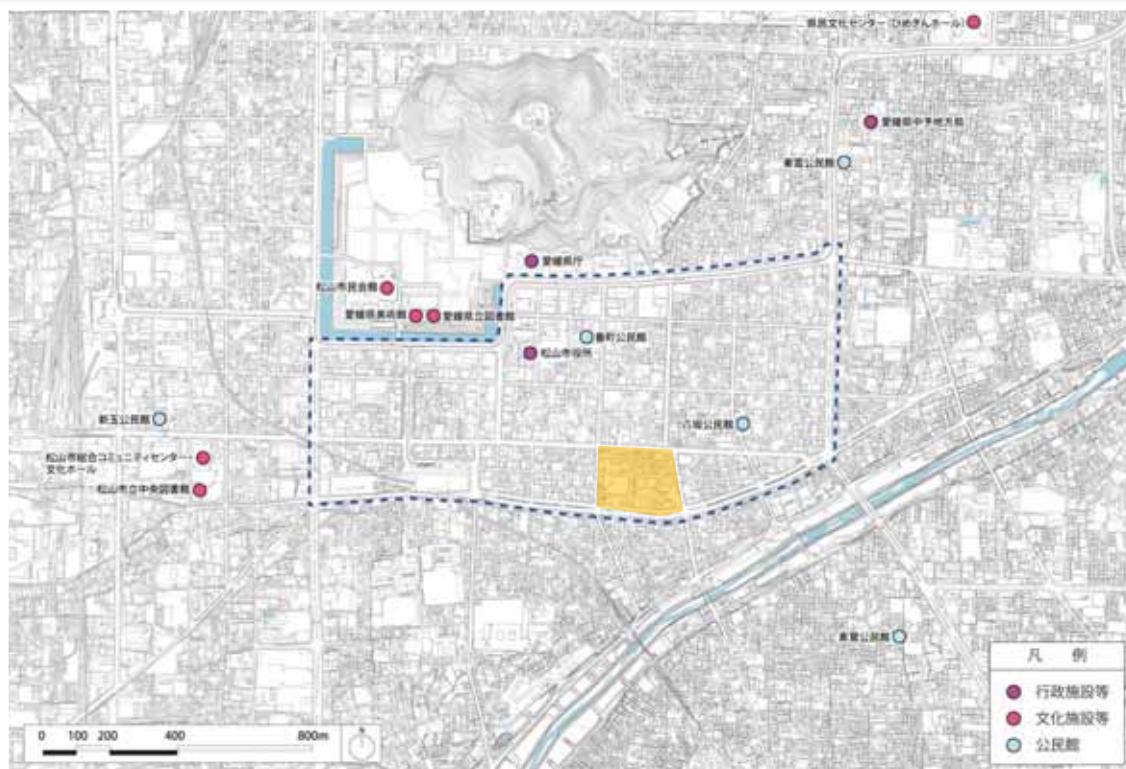 県民文化センター(ひめぎんホール)
愛媛県中予地方局
東雲公民館
愛媛県庁
松山市民会館
愛媛県美術館
愛媛県立図書館
番町公民館
松山市役所
新玉公民館
八坂公民館
松山市総合コミュニティセンター・
文化ホール
松山市立中央図書館
素鵞公民館
凡 例
行政施設等
文化施設等
公民館
0 100 200 400 800m